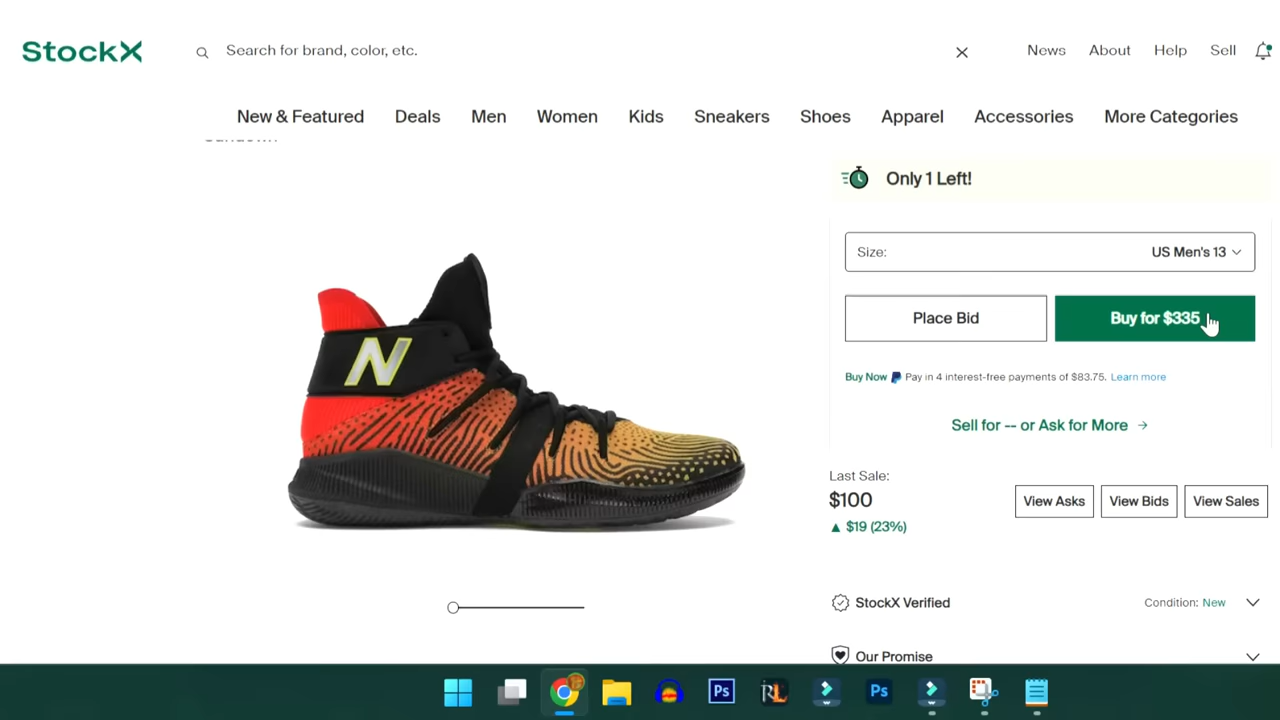 StockX
Search for brand, color, etc.
News About Help Sell
New & Featured Deals Men Women Kids Sneakers Shoes Apparel Accessories More Categories
Only 1 Left!
Size: US Men's 13
Place Bid Buy for $335
Buy Now Pay in 4 interest-free payments of $83.75. Learn more
Sell for -- or Ask for More →
Last Sale:
$100
▲ $19 (23%)
View Asks View Bids View Sales
StockX Verified Condition: New
Our Promise
N
Ps
RL
Ps